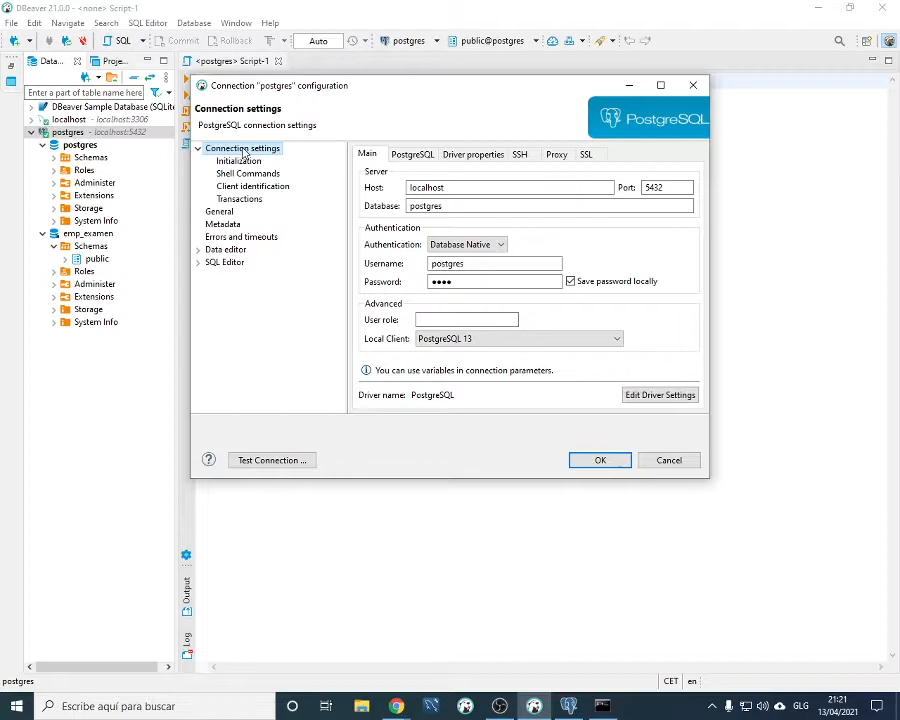 DBeaver 21.0.0 - <none> Script-1
File Edit Navigate Search SQL Editor Database Window Help
SQL Commit Rollback Auto postgres public@postgres
Data... Proje... <postgres> Script-1
Enter a part of table name here
DBeaver Sample Database (SQLite
localhost - localhost:3306
postgres - localhost:5432
postgres
Schemas
Roles
Administer
Extensions
Storage
System Info
emp_examen
Schemas
public
Roles
Administer
Extensions
Storage
System Info
Connection "postgres" configuration
Connection settings
PostgreSQL connection settings
PostgreSQL
Connection settings
Initialization
Shell Commands
Client identification
Transactions
General
Metadata
Errors and timeouts
Data editor
SQL Editor
Main PostgreSQL Driver properties SSH Proxy SSL
Server
Host: localhost Port: 5432
Database: postgres
Authentication
Authentication: Database Native
Username: postgres
Password: •••• Save password locally
Advanced
User role:
Local Client: PostgreSQL 13
You can use variables in connection parameters.
Driver name: PostgreSQL Edit Driver Settings
Test Connection ... OK Cancel
Output
Log
postgres CET en
Escribe aquí para buscar
GLG
21:21
13/04/2021